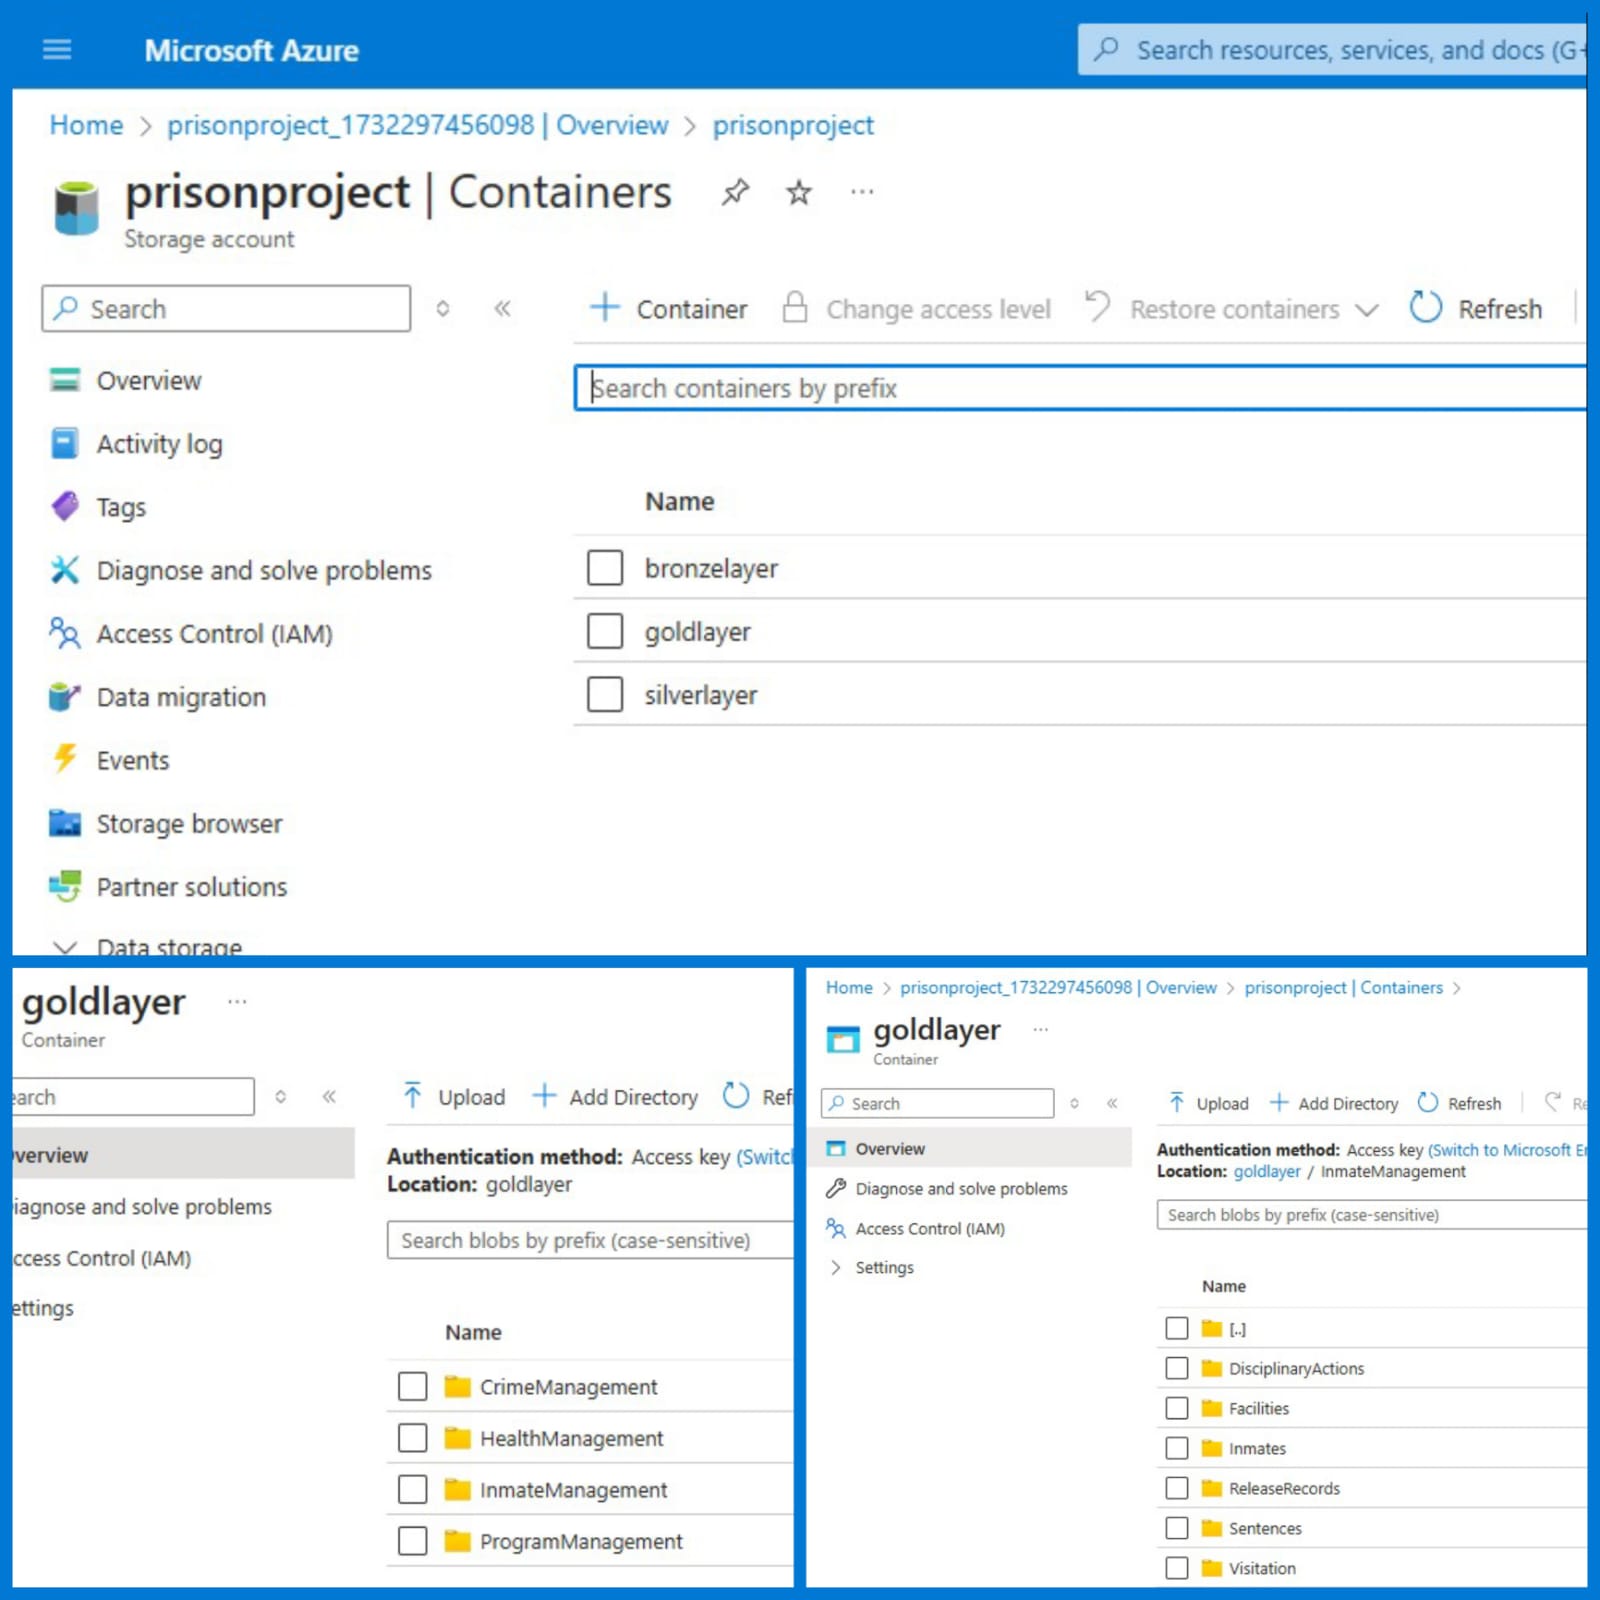 Microsoft Azure
Search resources, services, and docs (G+
Home > prisonproject_1732297456098 | Overview > prisonproject
prisonproject | Containers
Storage account
Search
+ Container Change access level Restore containers Refresh
Search containers by prefix
Overview
Activity log
Tags
Diagnose and solve problems
Access Control (IAM)
Data migration
Events
Storage browser
Partner solutions
Data storage
Name
bronzelayer
goldlayer
silverlayer
goldlayer ...
Container
earch
Upload + Add Directory Ref
verview
iagnose and solve problems
ccess Control (IAM)
ettings
Authentication method: Access key (Switch
Location: goldlayer
Search blobs by prefix (case-sensitive)
Name
CrimeManagement
HealthManagement
InmateManagement
ProgramManagement
Home > prisonproject_1732297456098 | Overview > prisonproject | Containers >
goldlayer ...
Container
Search
Upload + Add Directory Refresh Re
Overview
Diagnose and solve problems
Access Control (IAM)
Settings
Authentication method: Access key (Switch to Microsoft En
Location: goldlayer / InmateManagement
Search blobs by prefix (case-sensitive)
Name
[..]
DisciplinaryActions
Facilities
Inmates
ReleaseRecords
Sentences
Visitation